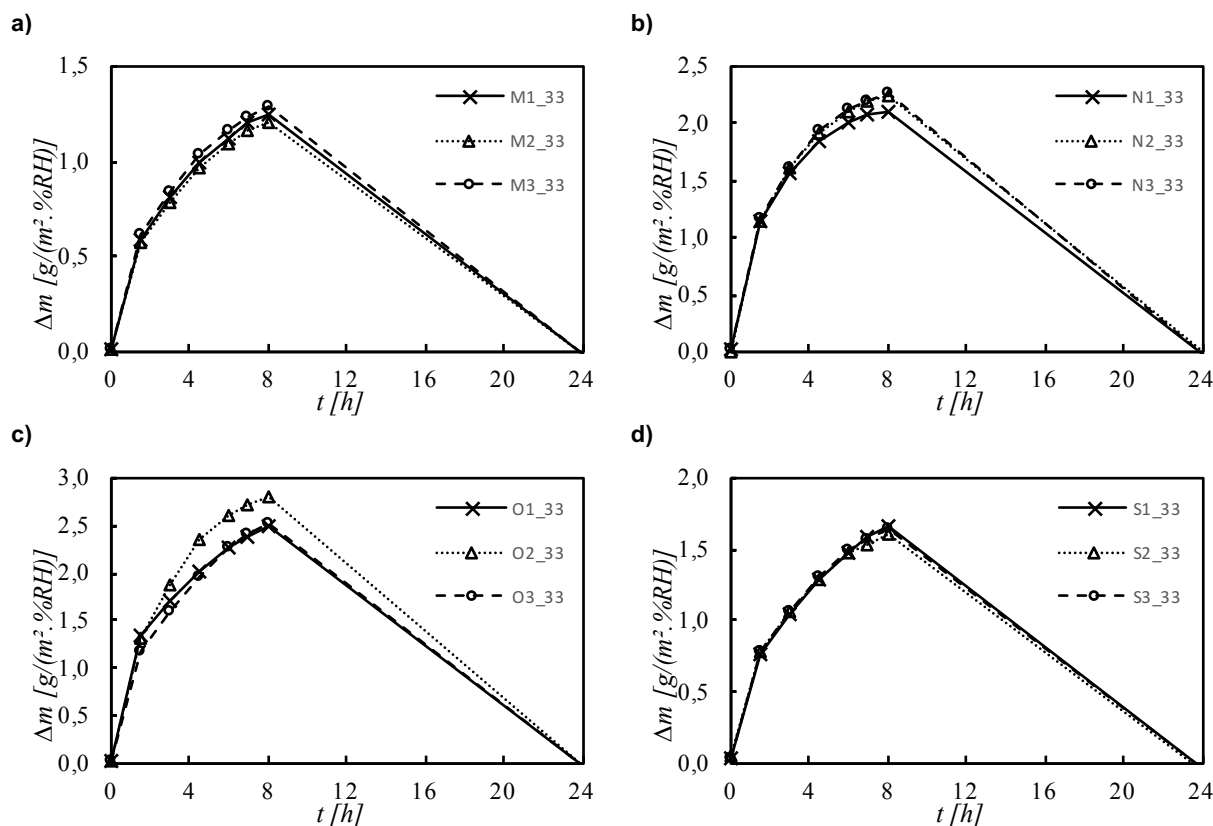 a)
Δm [g/(m².%RH)]
1,5
1,0
0,5
0,0
0 4 8 12 16 20 24
t [h]
M1_33
M2_33
M3_33
b)
Δm [g/(m².%RH)]
2,5
2,0
1,5
1,0
0,5
0,0
0 4 8 12 16 20 24
t [h]
N1_33
N2_33
N3_33
c)
Δm [g/(m².%RH)]
3,0
2,5
2,0
1,5
1,0
0,5
0,0
0 4 8 12 16 20 24
t [h]
O1_33
O2_33
O3_33
d)
Δm [g/(m².%RH)]
2,0
1,5
1,0
0,5
0,0
0 4 8 12 16 20 24
t [h]
S1_33
S2_33
S3_33